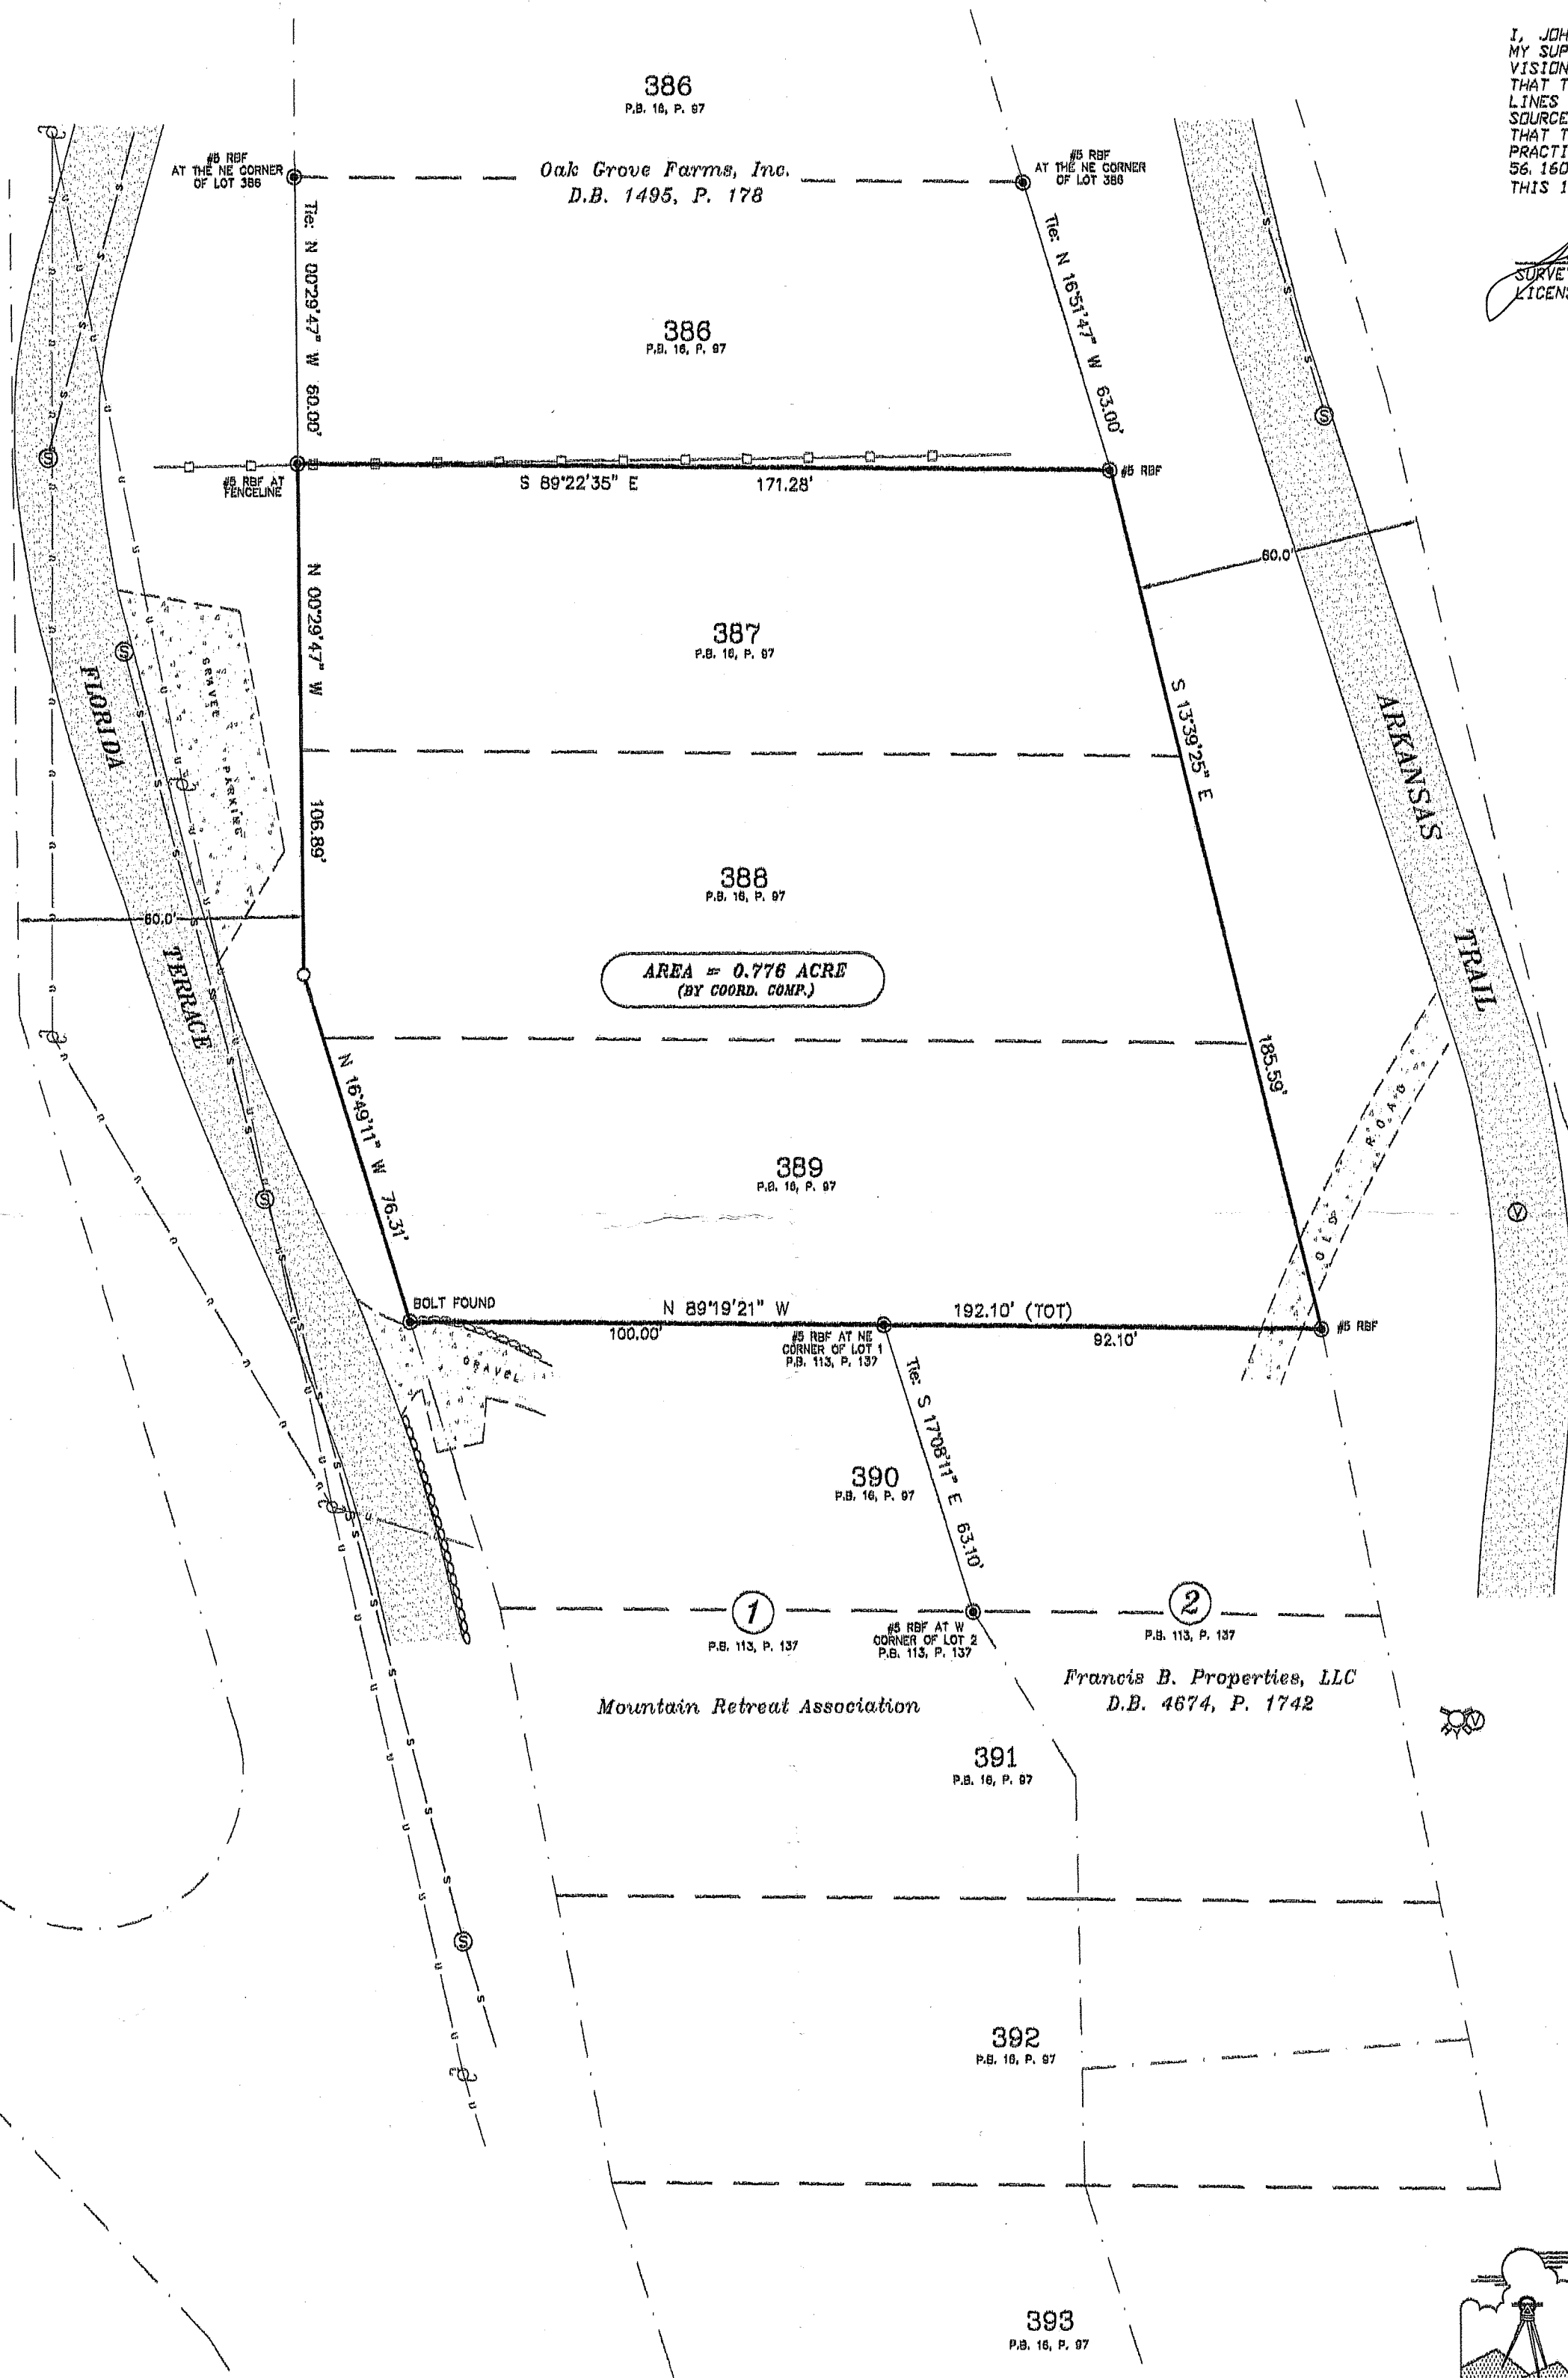 I, JOH
MY SUP
VISION
THAT T
LINES
SOURCE
THAT T
PRACTI
56. 160
THIS 1
SURVE
LICENS
386
P.B. 16, P. 97
#5 RBF
AT THE NE CORNER
OF LOT 386
Oak Grove Farms, Inc.
D.B. 1495, P. 178
#5 RBF
AT THE NE CORNER
OF LOT 386
Tie: N 00°29'47" W 60.00'
Tie: N 16°51'47" W 63.00'
386
P.B. 16, P. 97
#5 RBF AT
FENCELINE
S 89°22'35" E 171.28'
#5 RBF
60.0'
N 00°29'47" W 106.89'
387
P.B. 16, P. 97
S 13°39'25" E 185.59'
FLORIDA TERRACE
GRAVEL PARKING
ARKANSAS TRAIL
388
P.B. 16, P. 97
60.0'
AREA = 0.776 ACRE
(BY COORD. COMP.)
N 16°49'11" W 76.31'
389
P.B. 16, P. 97
OLD ROAD
BOLT FOUND
N 89°19'21" W 192.10' (TOT)
100.00'
92.10'
#5 RBF
#5 RBF AT NE
CORNER OF LOT 1
P.B. 113, P. 137
GRAVEL
Tie: S 17°08'11" E 63.10'
390
P.B. 16, P. 97
1
P.B. 113, P. 137
#5 RBF AT W
CORNER OF LOT 2
P.B. 113, P. 137
2
P.B. 113, P. 137
Mountain Retreat Association
Francis B. Properties, LLC
D.B. 4674, P. 1742
391
P.B. 16, P. 97
392
P.B. 16, P. 97
393
P.B. 16, P. 97